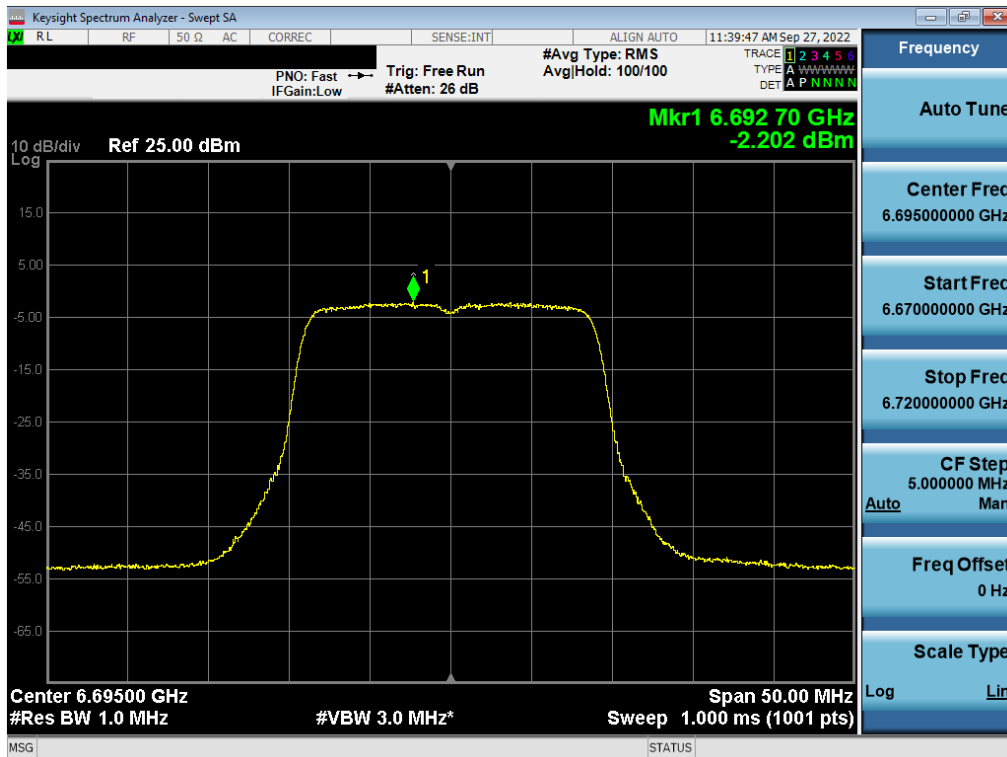 Keysight Spectrum Analyzer - Swept SA
LXI RL RF 50 Ω AC CORREC SENSE:INT ALIGN AUTO 11:39:47 AM Sep 27, 2022
PNO: Fast
IFGain:Low
Trig: Free Run
#Atten: 26 dB
#Avg Type: RMS
Avg|Hold: 100/100
TRACE 1 2 3 4 5 6
TYPE A WWWWW
DET A P N N N N
Mkr1 6.692 70 GHz
-2.202 dBm
10 dB/div Ref 25.00 dBm
Log
15.0
5.00
-5.00
-15.0
-25.0
-35.0
-45.0
-55.0
-65.0
1
Center 6.69500 GHz Span 50.00 MHz
#Res BW 1.0 MHz #VBW 3.0 MHz* Sweep 1.000 ms (1001 pts)
MSG STATUS
Frequency
Auto Tune
Center Freq
6.695000000 GHz
Start Freq
6.670000000 GHz
Stop Freq
6.720000000 GHz
CF Step
5.000000 MHz
Auto Man
Freq Offset
0 Hz
Scale Type
Log Lin